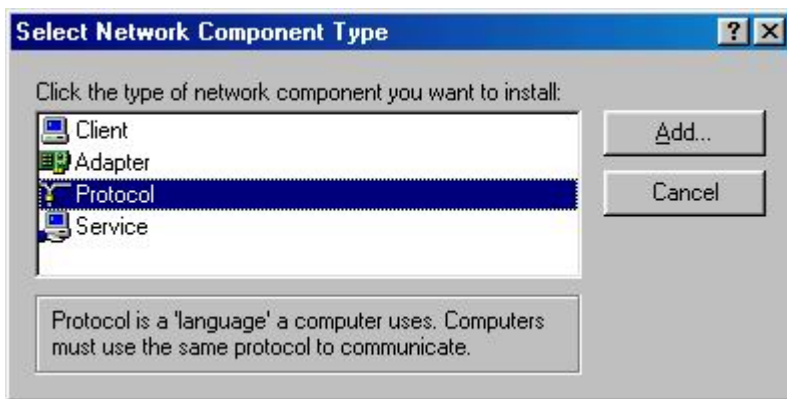 Select Network Component Type
Click the type of network component you want to install:
Client
Adapter
Protocol
Service
Add...
Cancel
Protocol is a 'language' a computer uses. Computers
must use the same protocol to communicate.